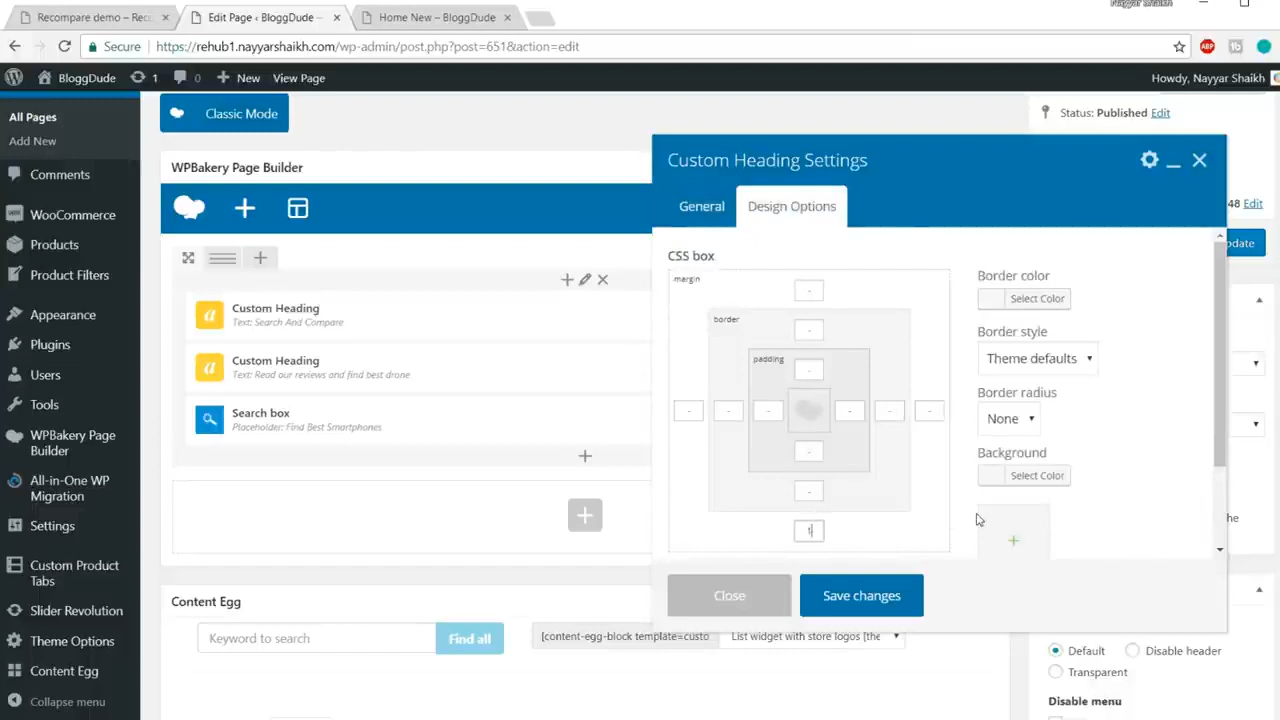 Nayyar Shaikh
Recompare demo – Rec
Edit Page ‹ BloggDude —
Home New – BloggDude
Secure
https://rehub1.nayyarshaikh.com/wp-admin/post.php?post=651&action=edit
ABP
BloggDude
1
0
New
View Page
Howdy, Nayyar Shaikh
All Pages
Add New
Comments
WooCommerce
Products
Product Filters
Appearance
Plugins
Users
Tools
WPBakery Page
Builder
All-in-One WP
Migration
Settings
Custom Product
Tabs
Slider Revolution
Theme Options
Content Egg
Collapse menu
Classic Mode
WPBakery Page Builder
Custom Heading
Text: Search And Compare
Custom Heading
Text: Read our reviews and find best drone
Search box
Placeholder: Find Best Smartphones
Content Egg
Keyword to search
Find all
[content-egg-block template=custo
List widget with store logos [the
Custom Heading Settings
General
Design Options
CSS box
margin
border
padding
Border color
Select Color
Border style
Theme defaults
Border radius
None
Background
Select Color
Close
Save changes
Status: Published Edit
48 Edit
date
he
Default
Disable header
Transparent
Disable menu